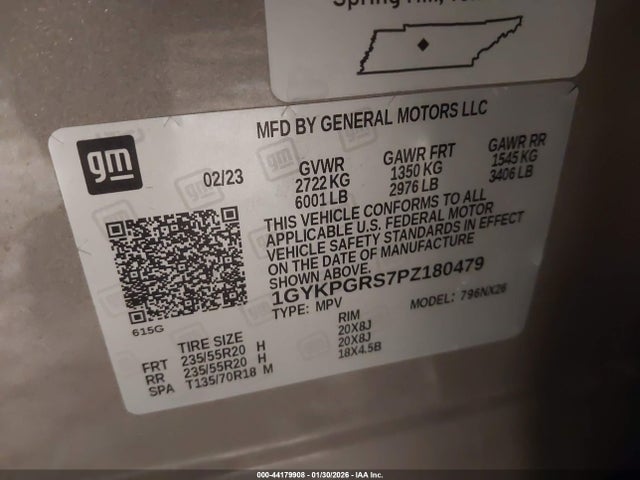 Spring Hill,
MFD BY GENERAL MOTORS LLC
gm
02/23
GVWR
2722 KG
6001 LB
GAWR FRT
1350 KG
2976 LB
GAWR RR
1545 KG
3406 LB
THIS VEHICLE CONFORMS TO ALL
APPLICABLE U.S. FEDERAL MOTOR
VEHICLE SAFETY STANDARDS IN EFFECT
ON THE DATE OF MANUFACTURE
SHOWN ABOVE.
1GYKPGRS7PZ180479
TYPE: MPV
MODEL: 796NX26
615G
TIRE SIZE
RIM
FRT 235/55R20 H 20X8J
RR 235/55R20 H 20X8J
SPA T135/70R18 M 18X4.5B
000-44179908 - 01/30/2026 - IAA Inc.